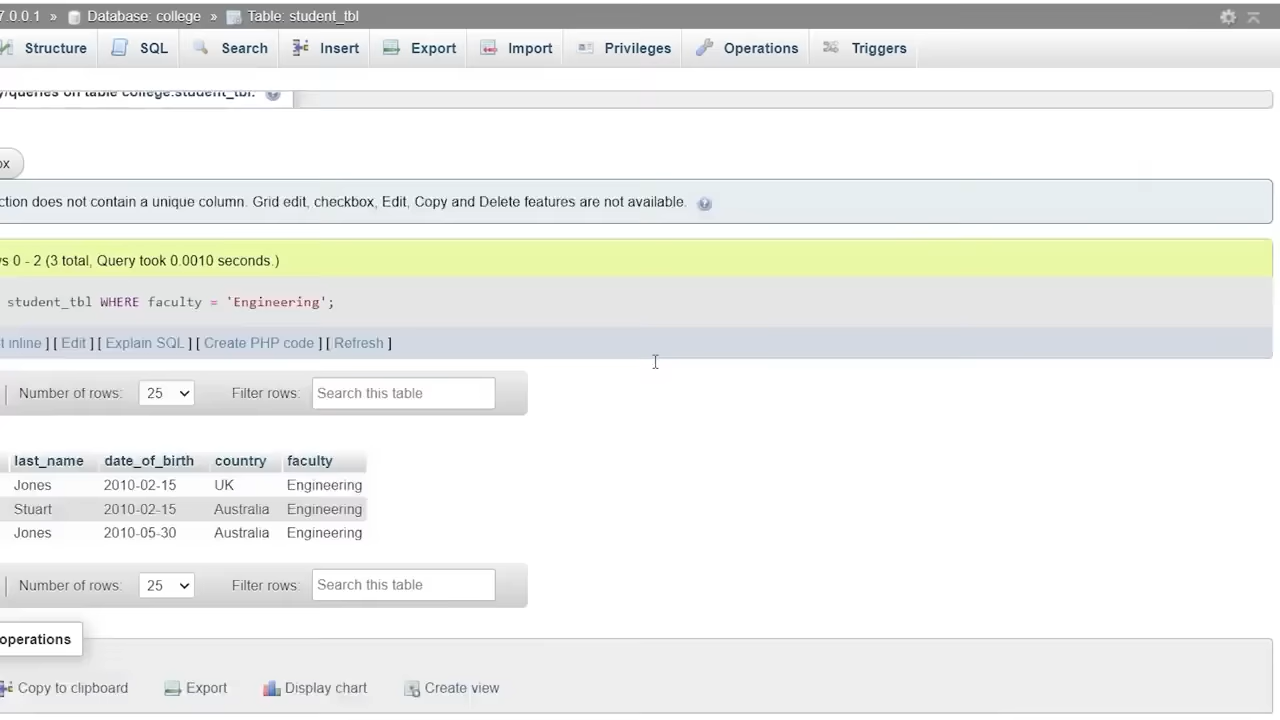 7.0.0.1 » Database: college » Table: student_tbl
Structure SQL Search Insert Export Import Privileges Operations Triggers
y/queries on table college.student_tbl:
ox
ction does not contain a unique column. Grid edit, checkbox, Edit, Copy and Delete features are not available.
s 0 - 2 (3 total, Query took 0.0010 seconds.)
student_tbl WHERE faculty = 'Engineering';
t inline ] [ Edit ] [ Explain SQL ] [ Create PHP code ] [ Refresh ]
Number of rows: 25 Filter rows: Search this table
last_name date_of_birth country faculty
Jones 2010-02-15 UK Engineering
Stuart 2010-02-15 Australia Engineering
Jones 2010-05-30 Australia Engineering
Number of rows: 25 Filter rows: Search this table
operations
Copy to clipboard Export Display chart Create view